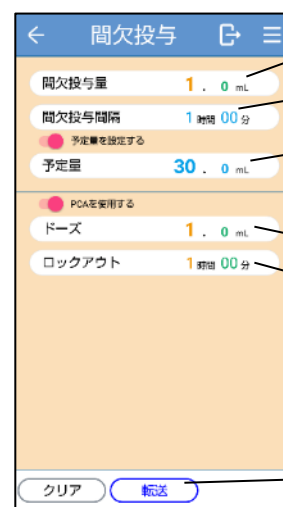 間欠投与
間欠投与量 1 . 0 mL
間欠投与間隔 1 時間 00 分
予定量を設定する
予定量 30 . 0 mL
PCAを使用する
ドーズ 1 . 0 mL
ロックアウト 1 時間 00 分
クリア 転送